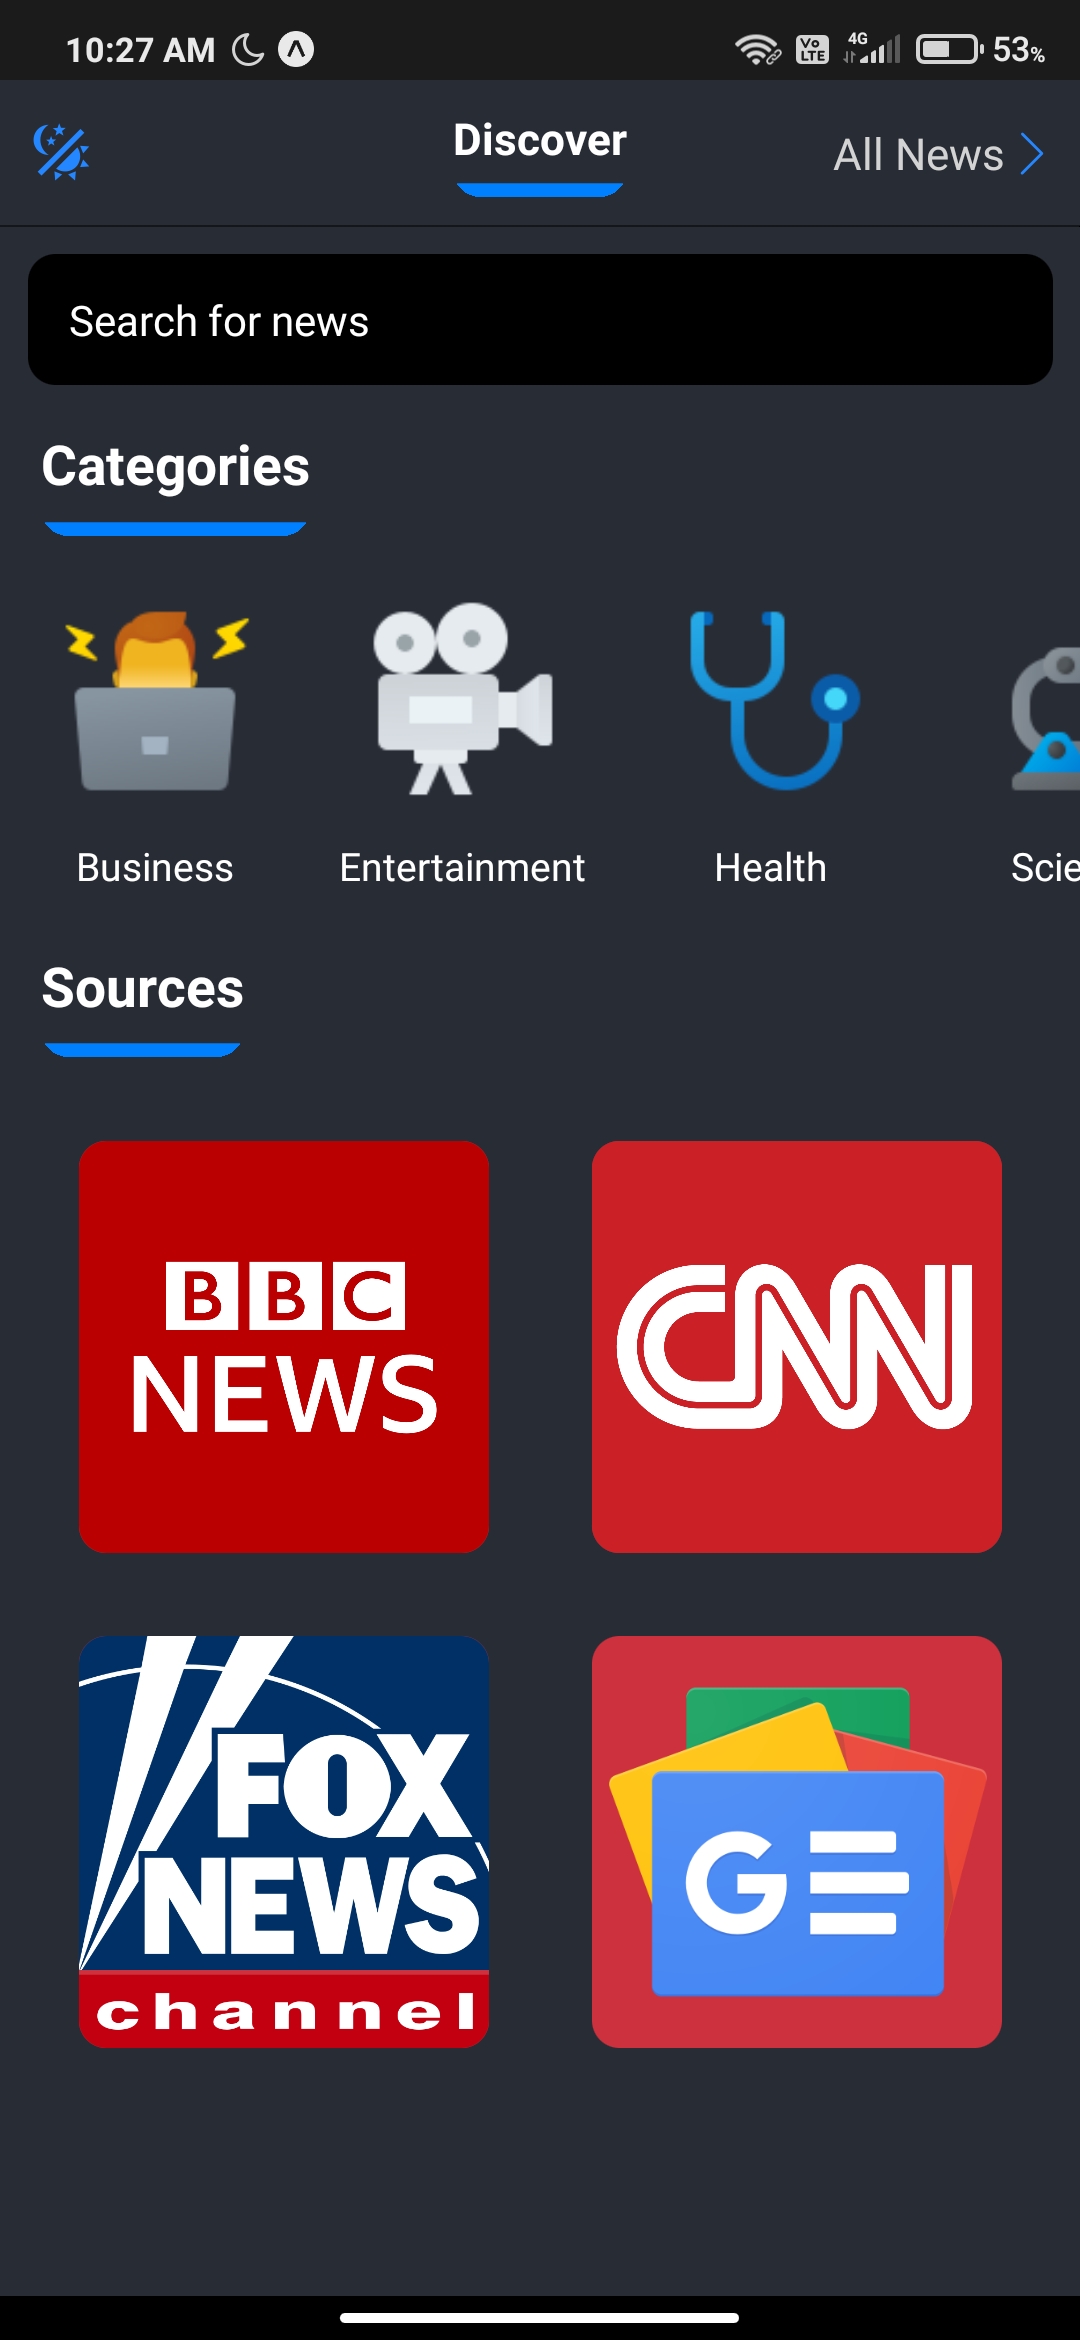 10:27 AM
Vo LTE 4G 53%
Discover
All News
Search for news
Categories
Business
Entertainment
Health
Scie
Sources
BBC
NEWS
CNN
FOX
NEWS
channel
G